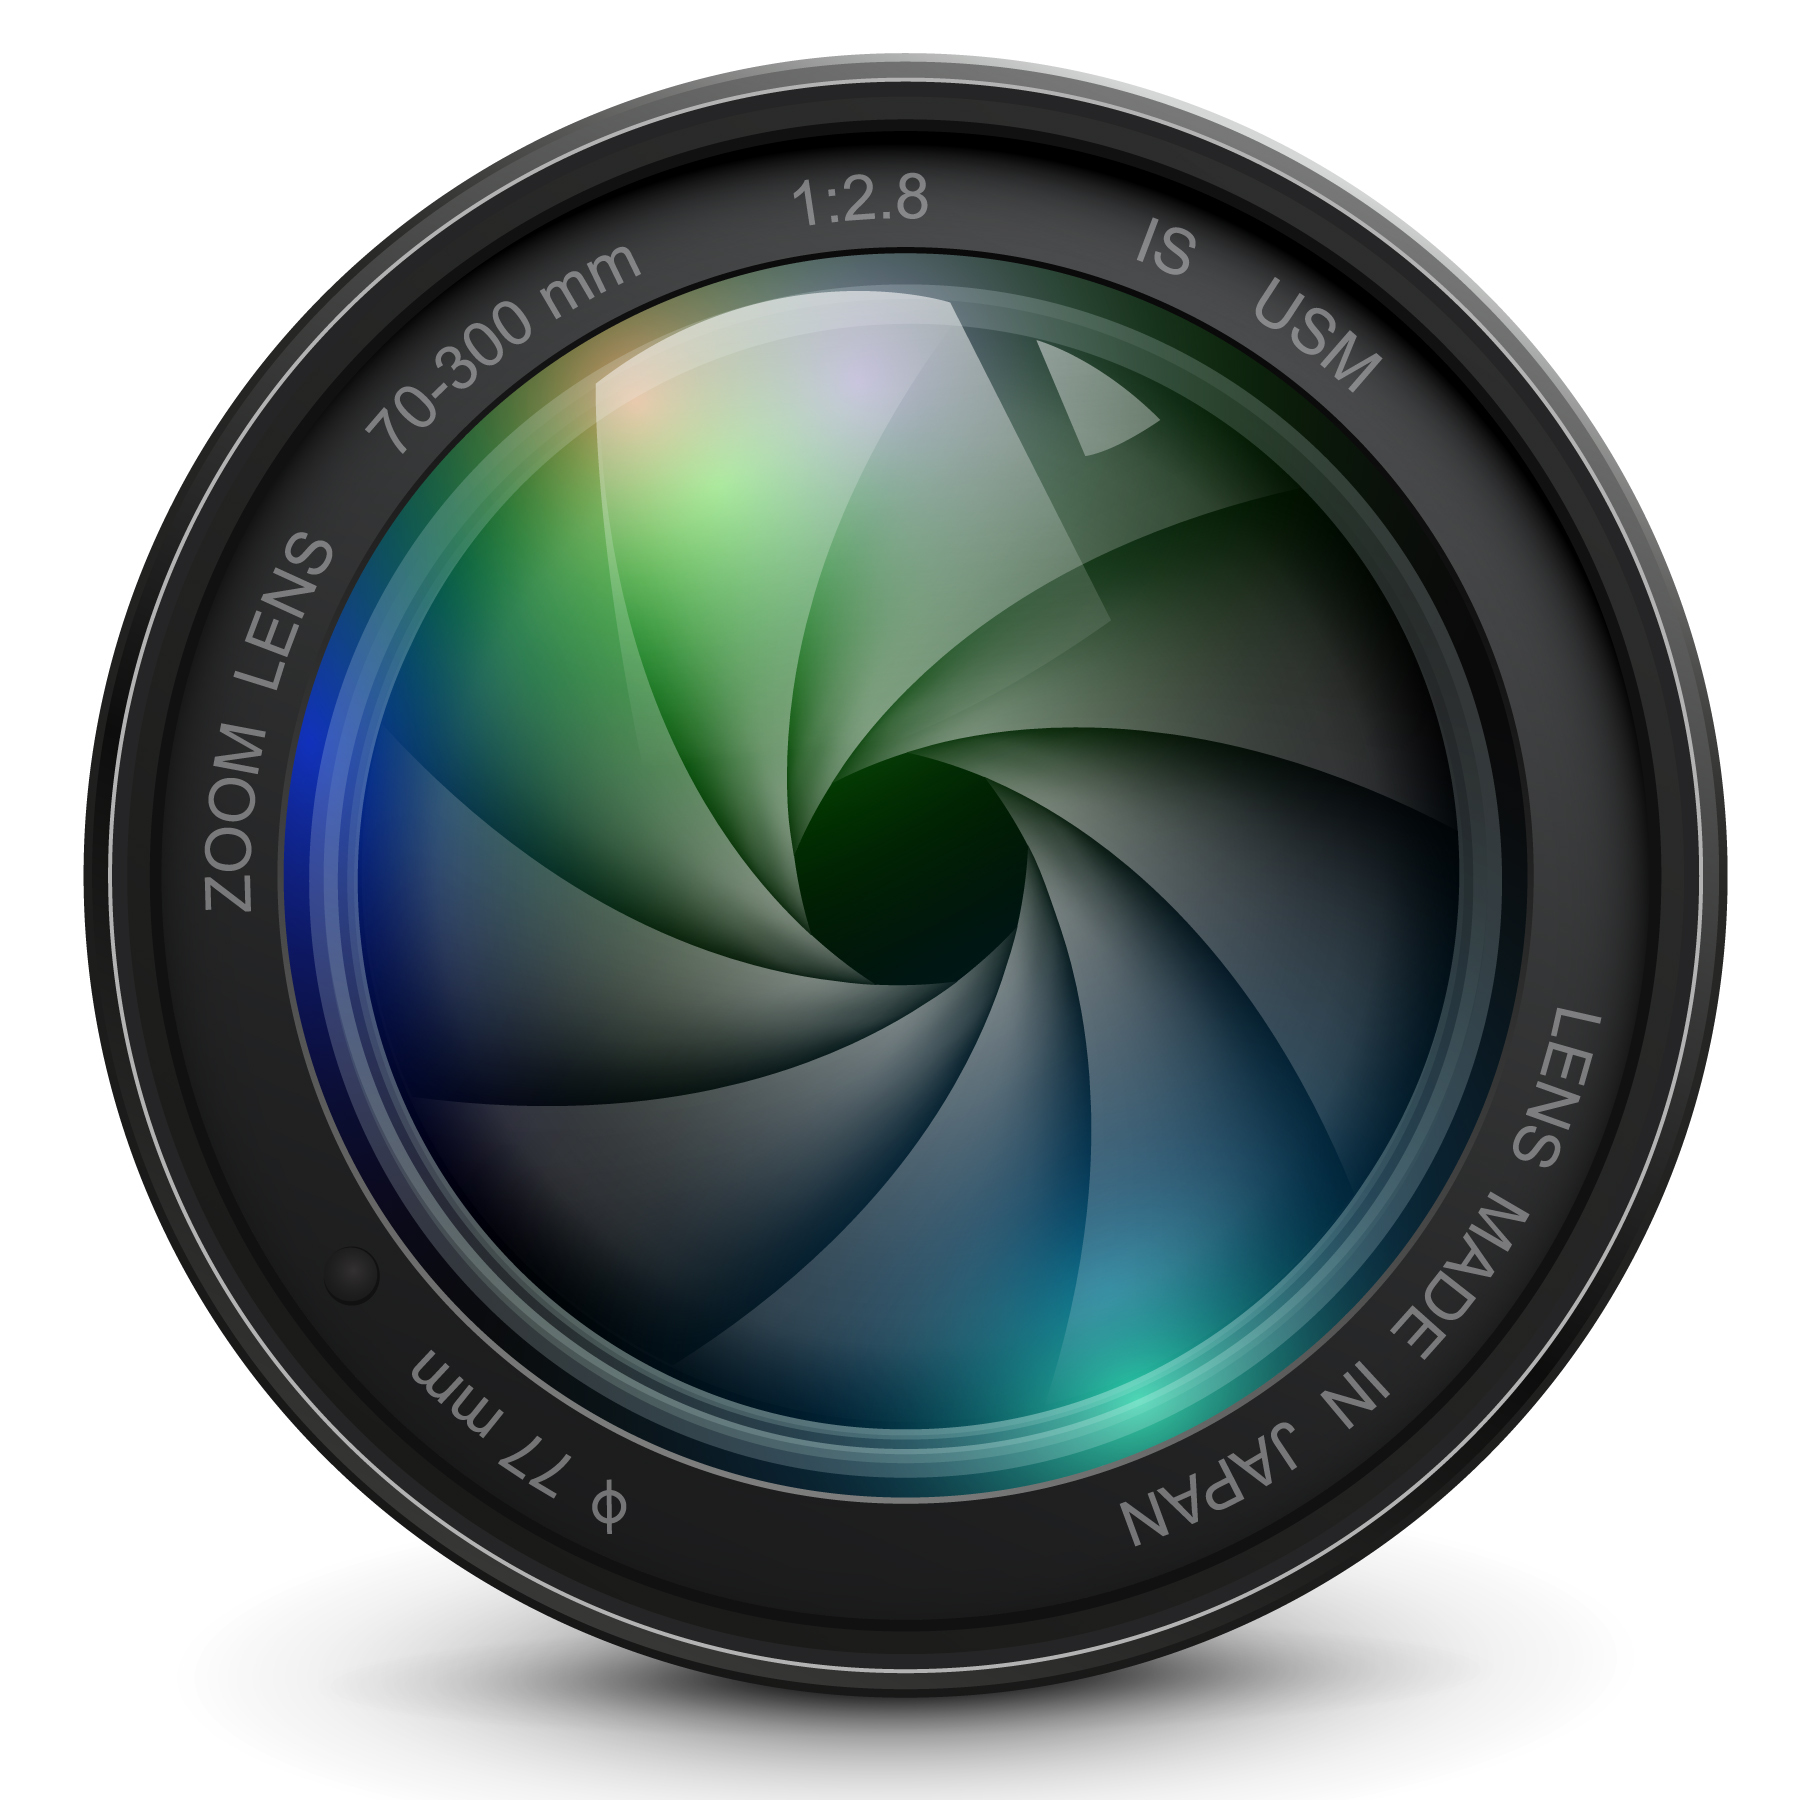 ZOOM LENS
70-300 mm
1:2.8
IS USM
LENS MADE IN JAPAN
ϕ 77 mm